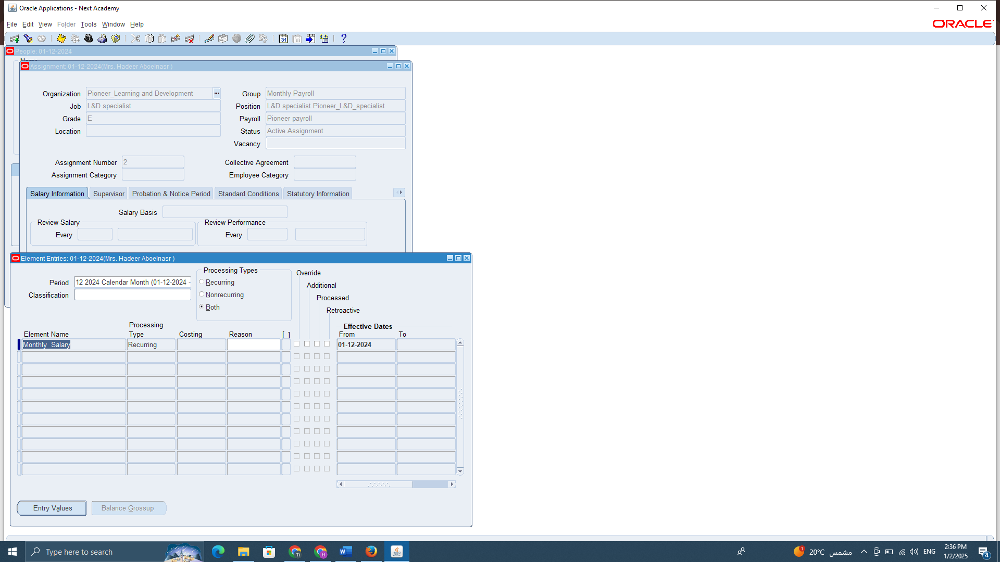 Oracle Applications - Next Academy
File Edit View Folder Tools Window Help
ORACLE
People: 01-12-2024
Name
Assignment: 01-12-2024(Mrs. Hadeer Aboelnasr )
Organization Pioneer_Learning and Development Group Monthly Payroll
Job L&D specialist Position L&D specialist.Pioneer_L&D_specialist
Grade E Payroll Pioneer payroll
Location Status Active Assignment
Vacancy
Assignment Number 2 Collective Agreement
Assignment Category Employee Category
Salary Information Supervisor Probation & Notice Period Standard Conditions Statutory Information
Salary Basis
Review Salary Review Performance
Every Every
Element Entries: 01-12-2024(Mrs. Hadeer Aboelnasr )
Period 12 2024 Calendar Month (01-12-2024 -
Classification
Processing Types
Recurring
Nonrecurring
Both
Override
Additional
Processed
Retroactive
Element Name Processing Type Costing Reason [ ] Effective Dates From To
Monthly_Salary Recurring 01-12-2024
Entry Values Balance Grossup
31
Type here to search
Ti
H
1
20°C مشمس
ENG
2:36 PM
1/2/2025
4